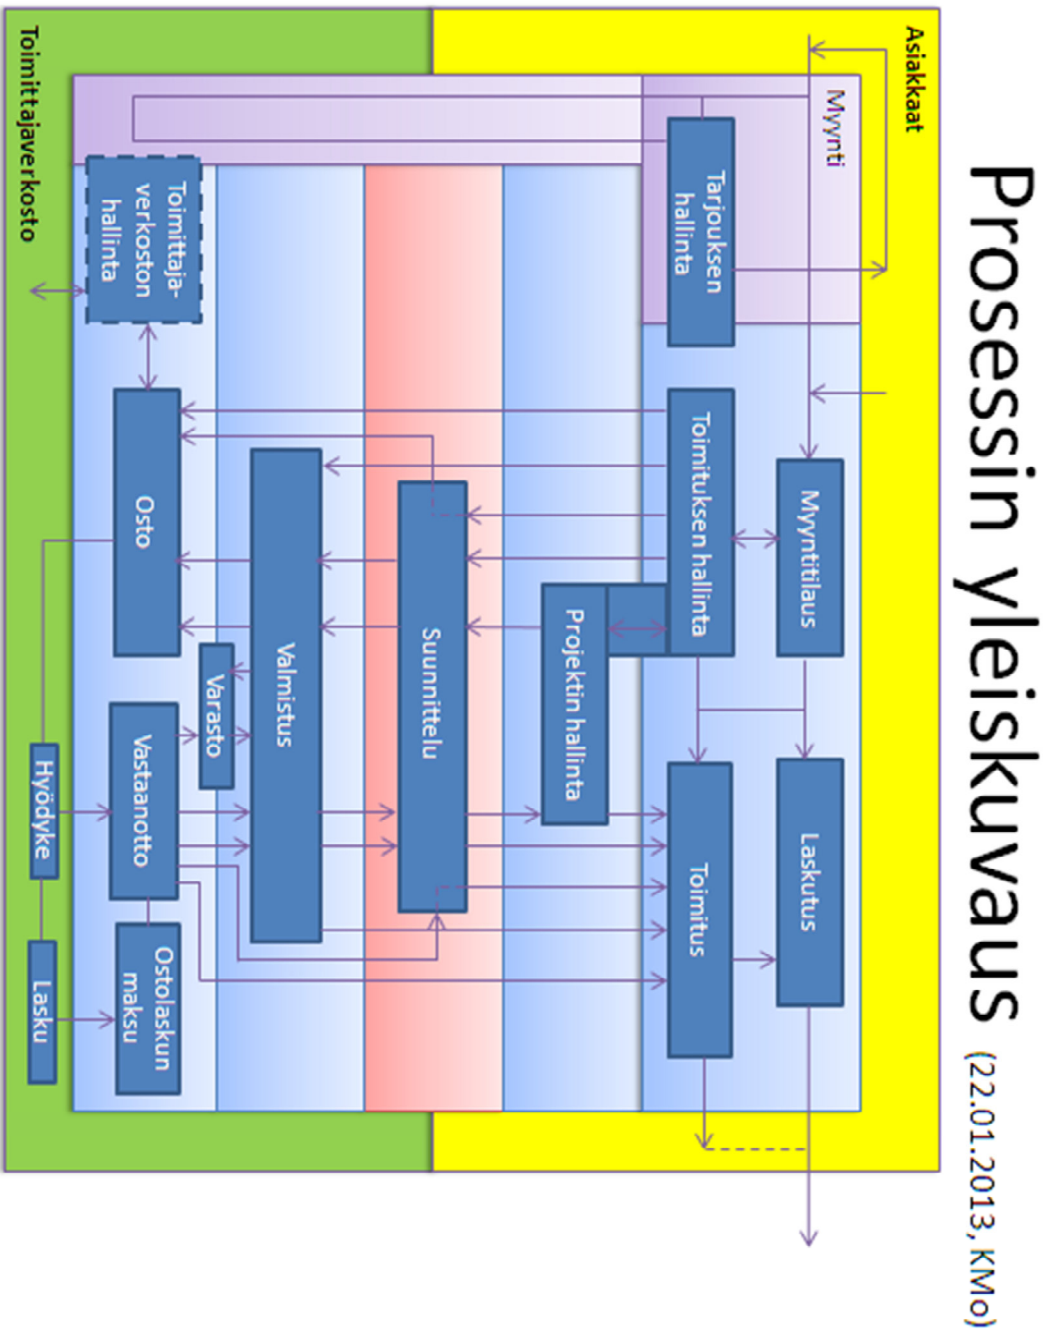 Prosessin yleiskuvaus (22.01.2013, KMo)
Asiakkaat
Myynti
Myyntitilaus
Laskutus
Tarjouksen
hallinta
Toimituksen hallinta
Toimitus
Projektin hallinta
Suunnittelu
Valmistus
Varasto
Toimittaja-
verkoston
hallinta
Osto
Vastaanotto
Ostolaskun
maksu
Hyödyke
Lasku
Toimittajaverkosto